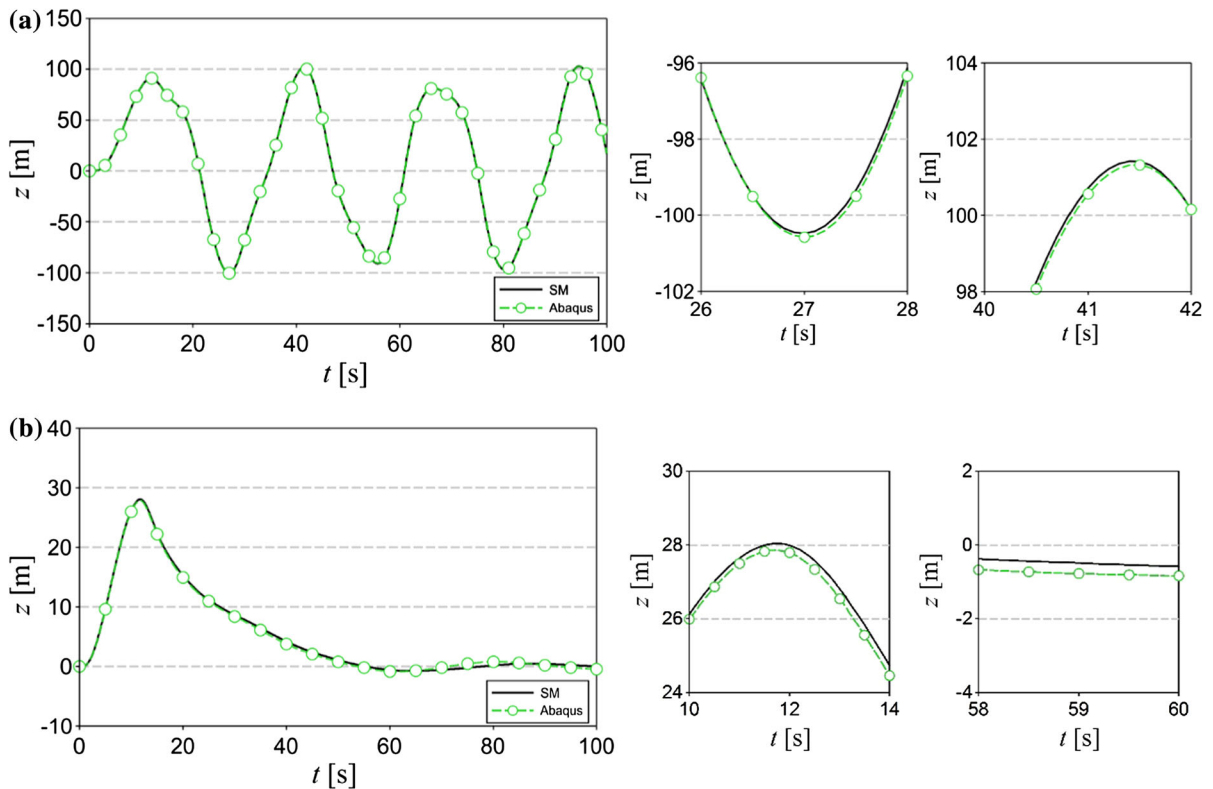 (a)
150
100
50
0
-50
-100
-150
z [m]
SM
Abaqus
0 20 40 60 80 100
t [s]
-96
-98
-100
-102
z [m]
26 27 28
t [s]
104
102
100
98
z [m]
40 41 42
t [s]
(b)
40
30
20
10
0
-10
z [m]
SM
Abaqus
0 20 40 60 80 100
t [s]
30
28
26
24
z [m]
10 12 14
t [s]
2
0
-2
-4
z [m]
58 59 60
t [s]